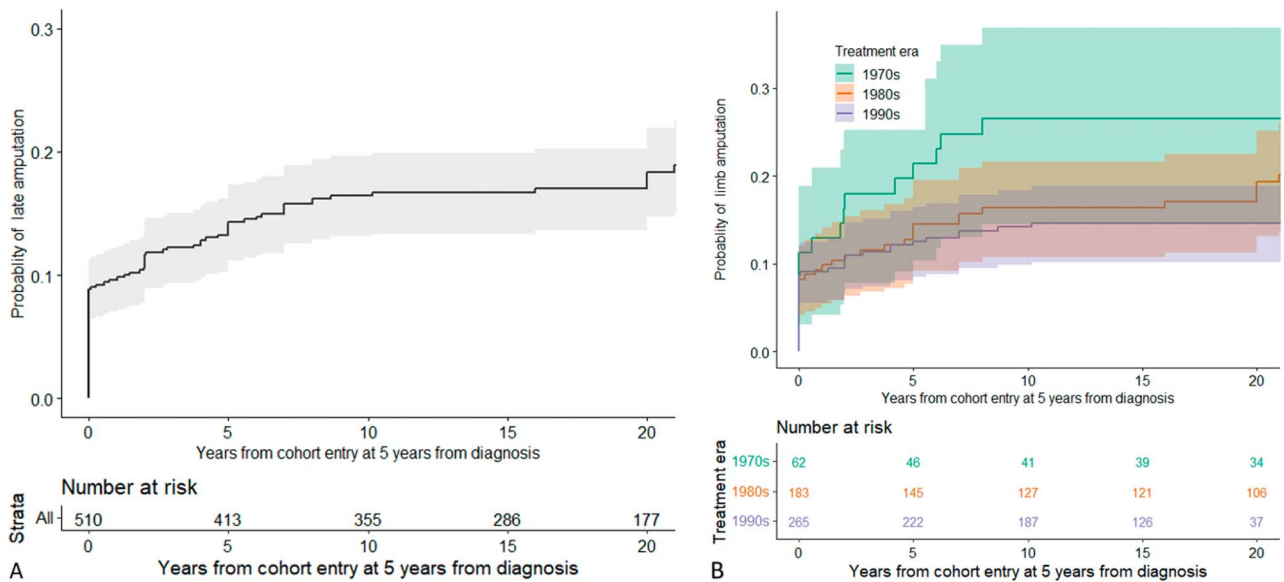 0.3
0.2
0.1
0.0
Probablity of late amputation
0 5 10 15 20
Years from cohort entry at 5 years from diagnosis
Number at risk
Strata
All 510 413 355 286 177
0 5 10 15 20
Years from cohort entry at 5 years from diagnosis
A
Treatment era
1970s
1980s
1990s
0.3
0.2
0.1
0.0
Probability of limb amputation
0 5 10 15 20
Years from cohort entry at 5 years from diagnosis
Number at risk
Treatment era
1970s 62 46 41 39 34
1980s 183 145 127 121 106
1990s 265 222 187 126 37
0 5 10 15 20
Years from cohort entry at 5 years from diagnosis
B